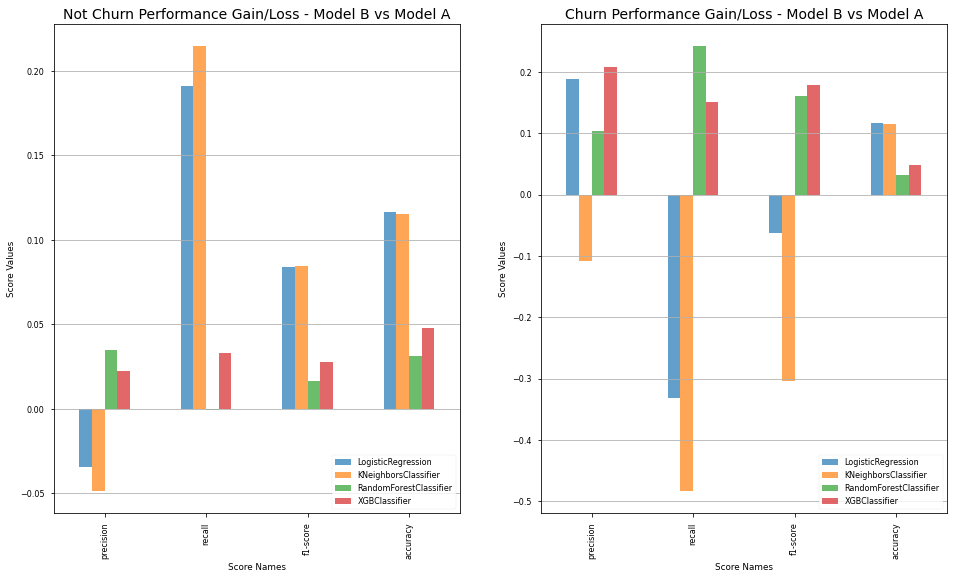 Not Churn Performance Gain/Loss - Model B vs Model A
Score Values
0.20
0.15
0.10
0.05
0.00
−0.05
precision
recall
f1-score
accuracy
Score Names
LogisticRegression
KNeighborsClassifier
RandomForestClassifier
XGBClassifier
Churn Performance Gain/Loss - Model B vs Model A
Score Values
0.2
0.1
0.0
−0.1
−0.2
−0.3
−0.4
−0.5
precision
recall
f1-score
accuracy
Score Names
LogisticRegression
KNeighborsClassifier
RandomForestClassifier
XGBClassifier